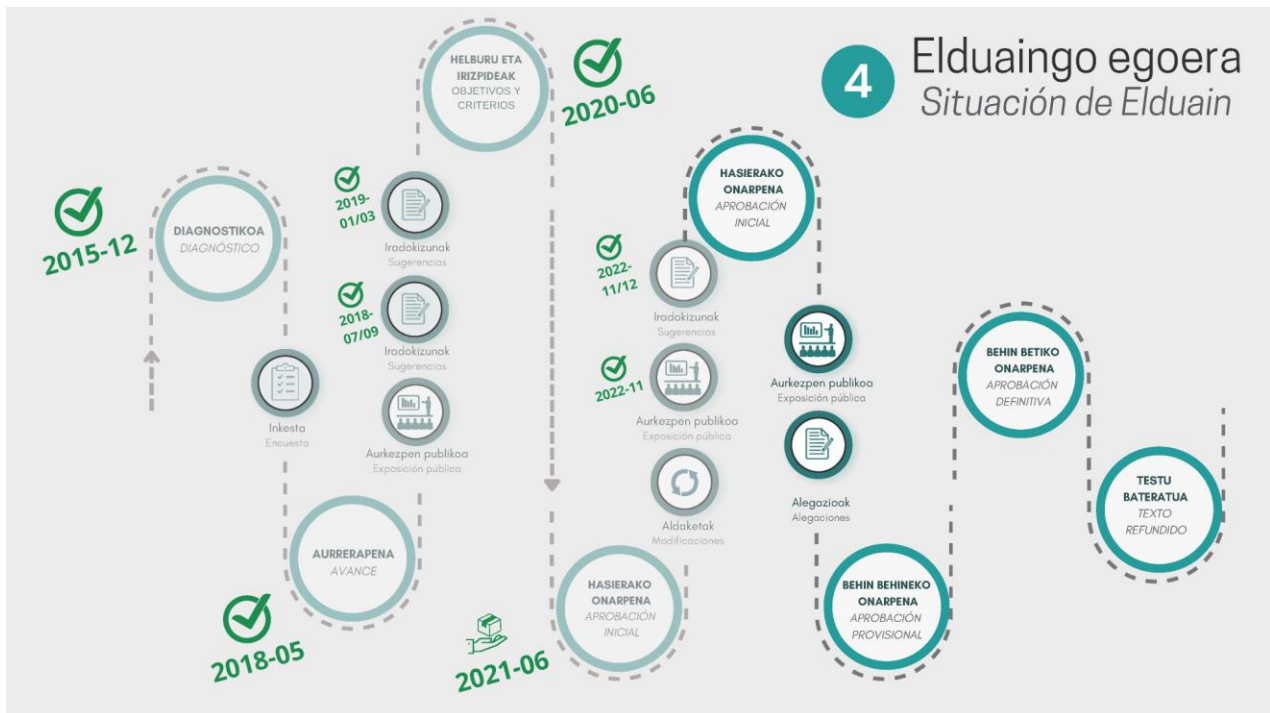 4
Elduaingo egoera
Situación de Elduain
2015-12
DIAGNOSTIKOA
DIAGNÓSTICO
Inkesta
Encuesta
AURRERAPENA
AVANCE
2018-05
Aurkezpen publikoa
Exposición pública
2018-
07/09
Iradokizunak
Sugerencias
2019-
01/03
Iradokizunak
Sugerencias
HELBURU ETA
IRIZPIDEAK
OBJETIVOS Y
CRITERIOS
2020-06
2021-06
HASIERAKO
ONARPENA
APROBACIÓN
INICIAL
Aldaketak
Modificaciones
2022-11
Aurkezpen publikoa
Exposición pública
2022-
11/12
Iradokizunak
Sugerencias
HASIERAKO
ONARPENA
APROBACIÓN
INICIAL
Aurkezpen publikoa
Exposición pública
Alegazioak
Alegaciones
BEHIN BEHINEKO
ONARPENA
APROBACIÓN
PROVISIONAL
BEHIN BETIKO
ONARPENA
APROBACIÓN
DEFINITIVA
TESTU
BATERATUA
TEXTO
REFUNDIDO